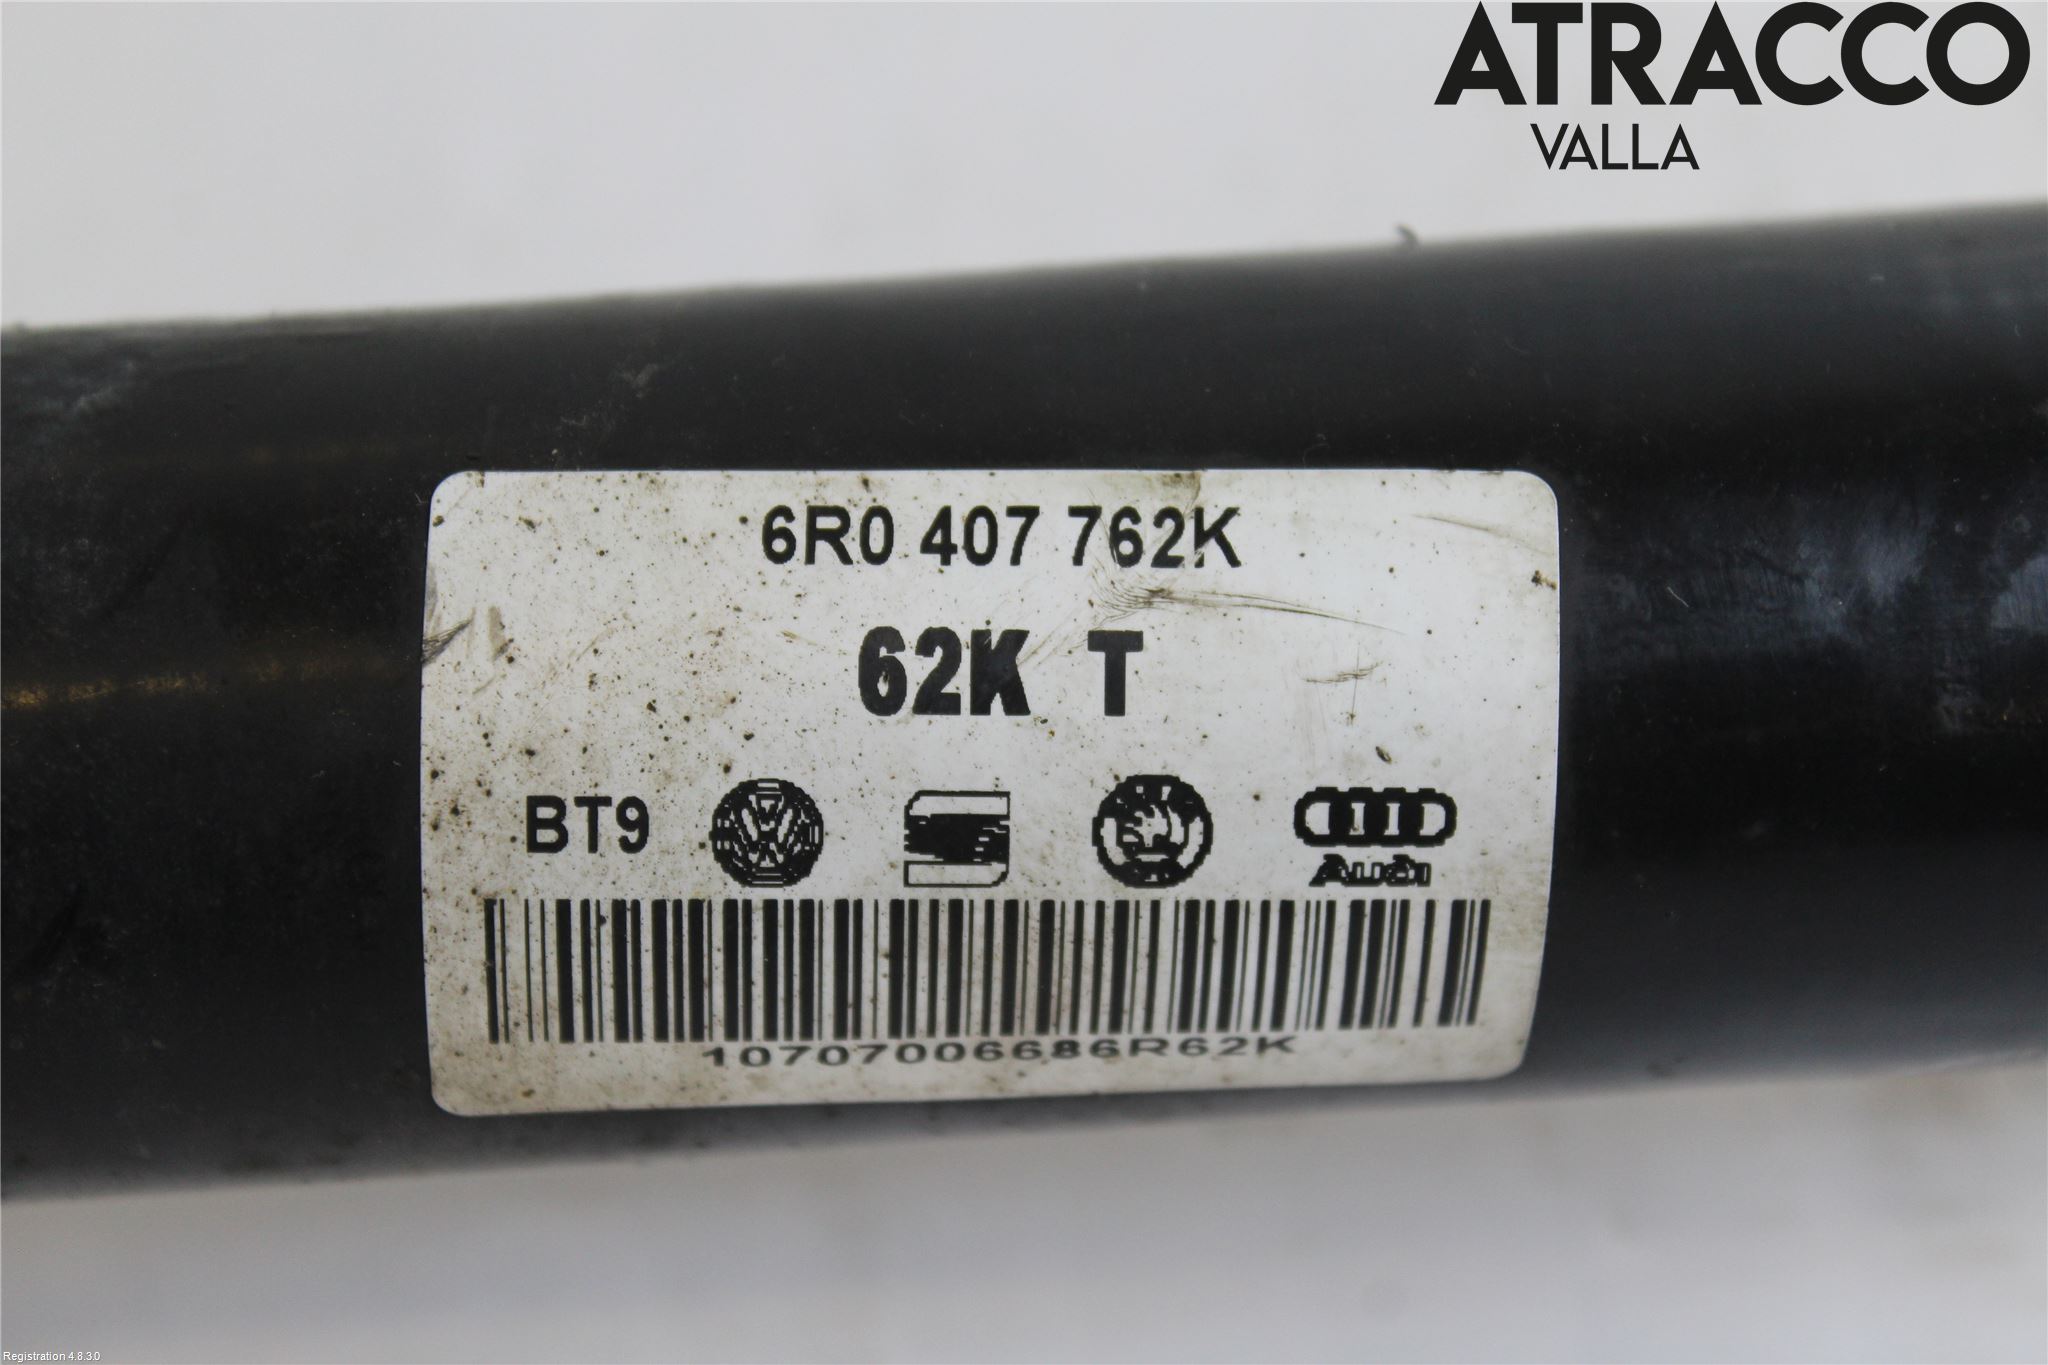 ATRACCO
VALLA
6R0 407 762K
62K T
BT9
Audi
10707006686R62K
Registration 4.8.3.0